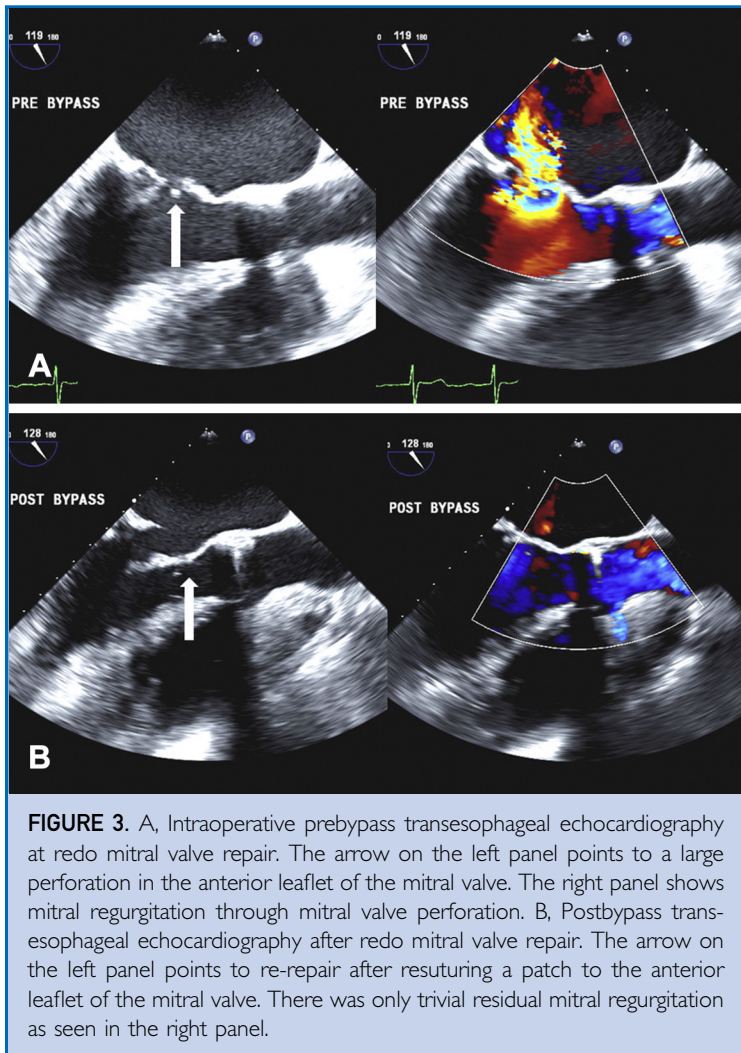 0 119 180
P
PRE BYPASS
A
0 119 180
P
PRE BYPASS
0 128 180
P
POST BYPASS
B
0 128 180
P
POST BYPASS
FIGURE 3. A, Intraoperative prebypass transesophageal echocardiography
at redo mitral valve repair. The arrow on the left panel points to a large
perforation in the anterior leaflet of the mitral valve. The right panel shows
mitral regurgitation through mitral valve perforation. B, Postbypass trans-
esophageal echocardiography after redo mitral valve repair. The arrow on
the left panel points to re-repair after resuturing a patch to the anterior
leaflet of the mitral valve. There was only trivial residual mitral regurgitation
as seen in the right panel.